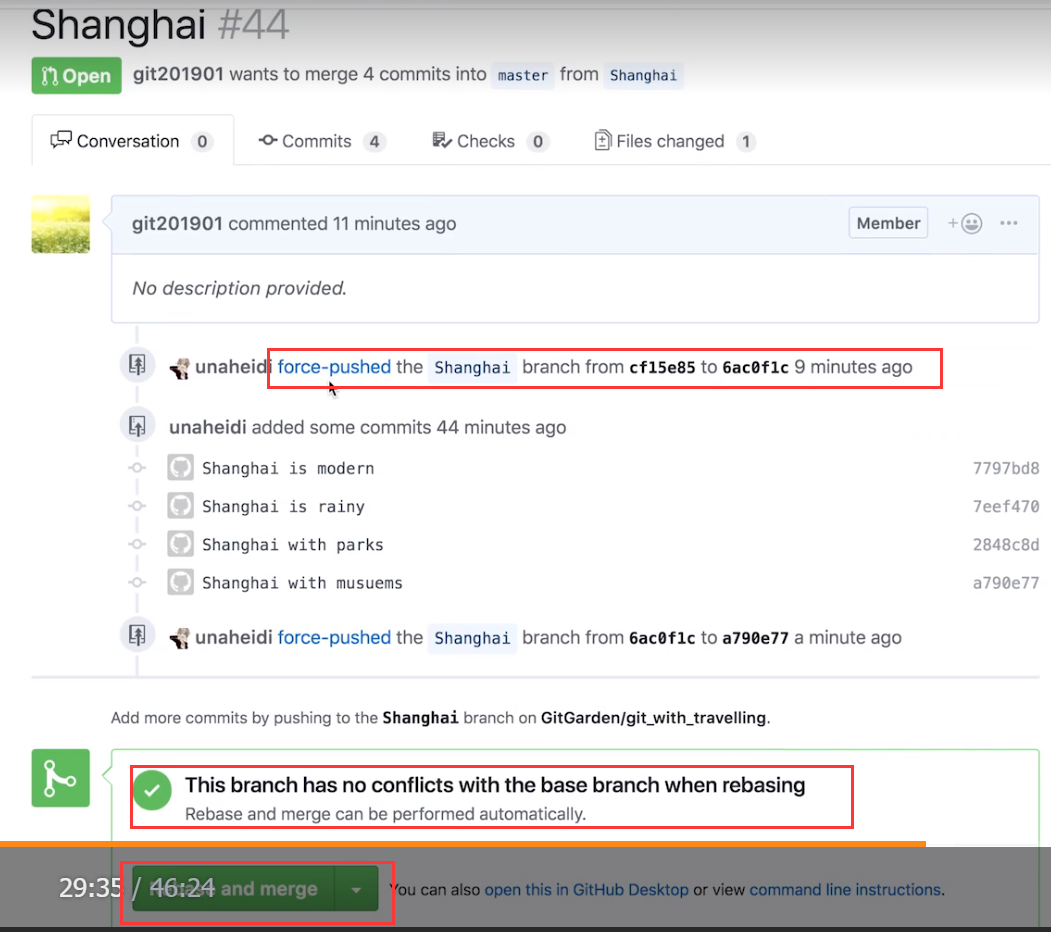 Shanghai #44
Open git201901 wants to merge 4 commits into master from Shanghai
Conversation 0 Commits 4 Checks 0 Files changed 1
git201901 commented 11 minutes ago Member
No description provided.
unaheidi force-pushed the Shanghai branch from cf15e85 to 6ac0f1c 9 minutes ago
unaheidi added some commits 44 minutes ago
Shanghai is modern 7797bd8
Shanghai is rainy 7eef470
Shanghai with parks 2848c8d
Shanghai with musuems a790e77
unaheidi force-pushed the Shanghai branch from 6ac0f1c to a790e77 a minute ago
Add more commits by pushing to the Shanghai branch on GitGarden/git_with_travelling.
This branch has no conflicts with the base branch when rebasing
Rebase and merge can be performed automatically.
29:35 / 46:24 and merge You can also open this in GitHub Desktop or view command line instructions.